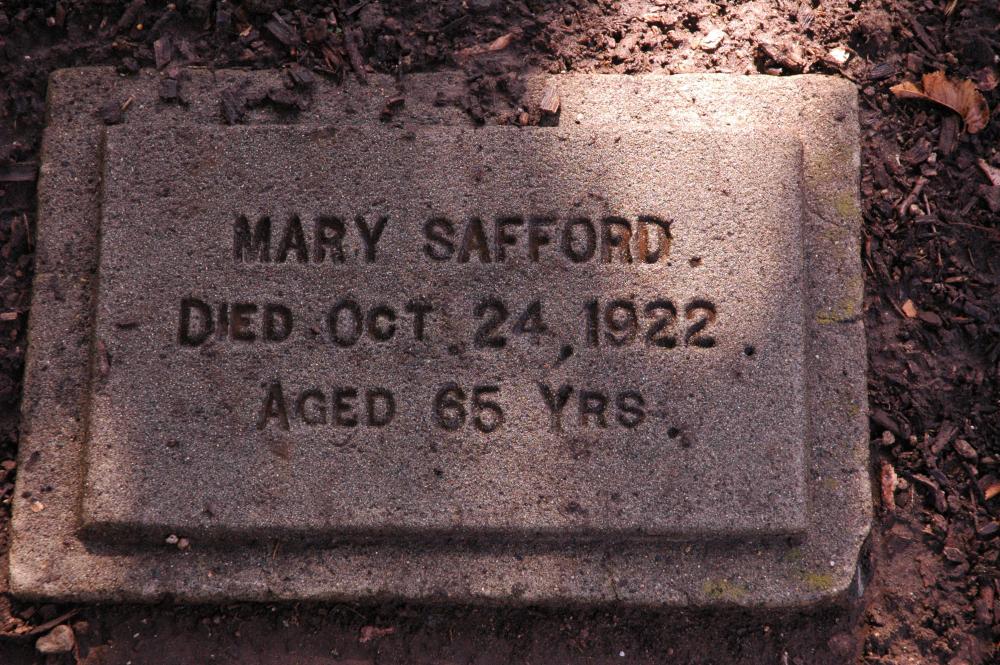 MARY SAFFORD.
DIED OCT. 24, 1922.
AGED 65 YRS.